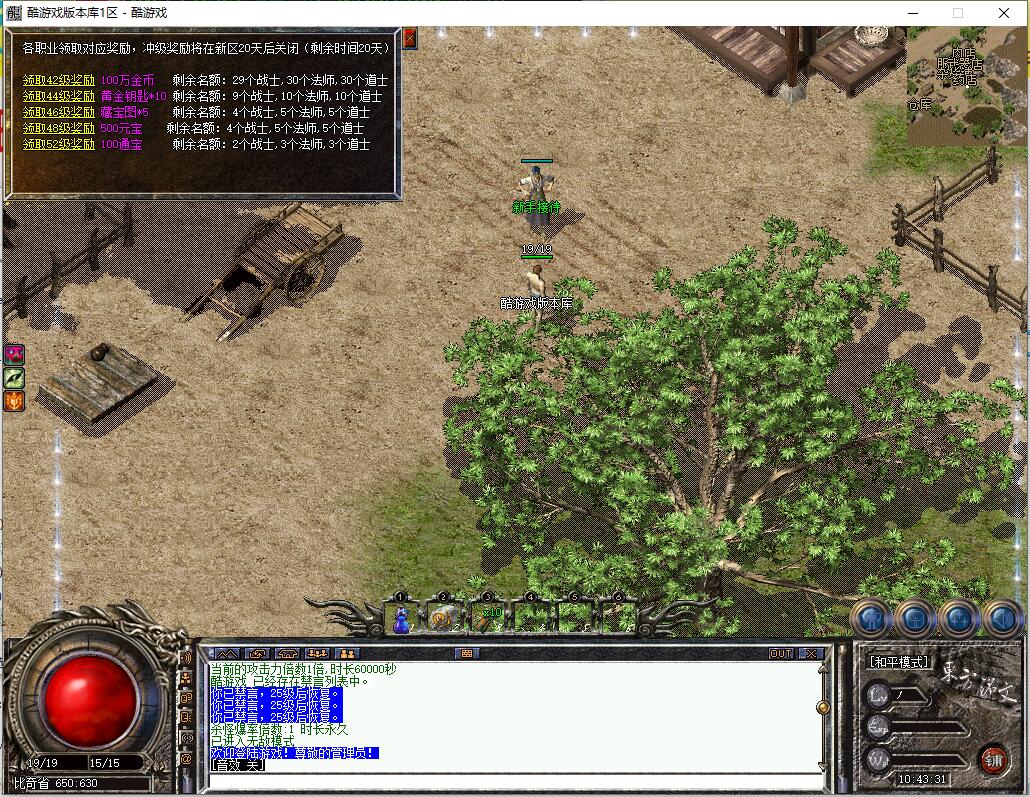 酷游戏版本库1区 - 酷游戏
各职业领取对应奖励，冲级奖励将在新区20天后关闭（剩余时间20天）
领取42级奖励 100万金币 剩余名额：29个战士,30个法师,30个道士
领取44级奖励 黄金钥匙*10 剩余名额：9个战士,10个法师,10个道士
领取46级奖励 藏宝图*5 剩余名额：4个战士,5个法师,5个道士
领取48级奖励 500元宝 剩余名额：4个战士,5个法师,5个道士
领取52级奖励 100通宝 剩余名额：2个战士,3个法师,3个道士
肉店
服装店
药店
仓库
新手接待
19/19
酷游戏版本库
1 2 3 4 5 6
x10
OUT
当前的攻击力倍数1倍,时长60000秒
酷游戏 已经存在禁言列表中。
你已禁言，25级后恢复。
你已禁言，25级后恢复。
你已禁言，25级后恢复。
杀怪爆率倍数:1 时长永久
已进入无敌模式
欢迎登陆游戏！尊敬的管理员！
[音效 关]
[和平模式]
Lv 1
Exp
Wt
铺
10:43:31
19/19 15/15
比奇省 650:630